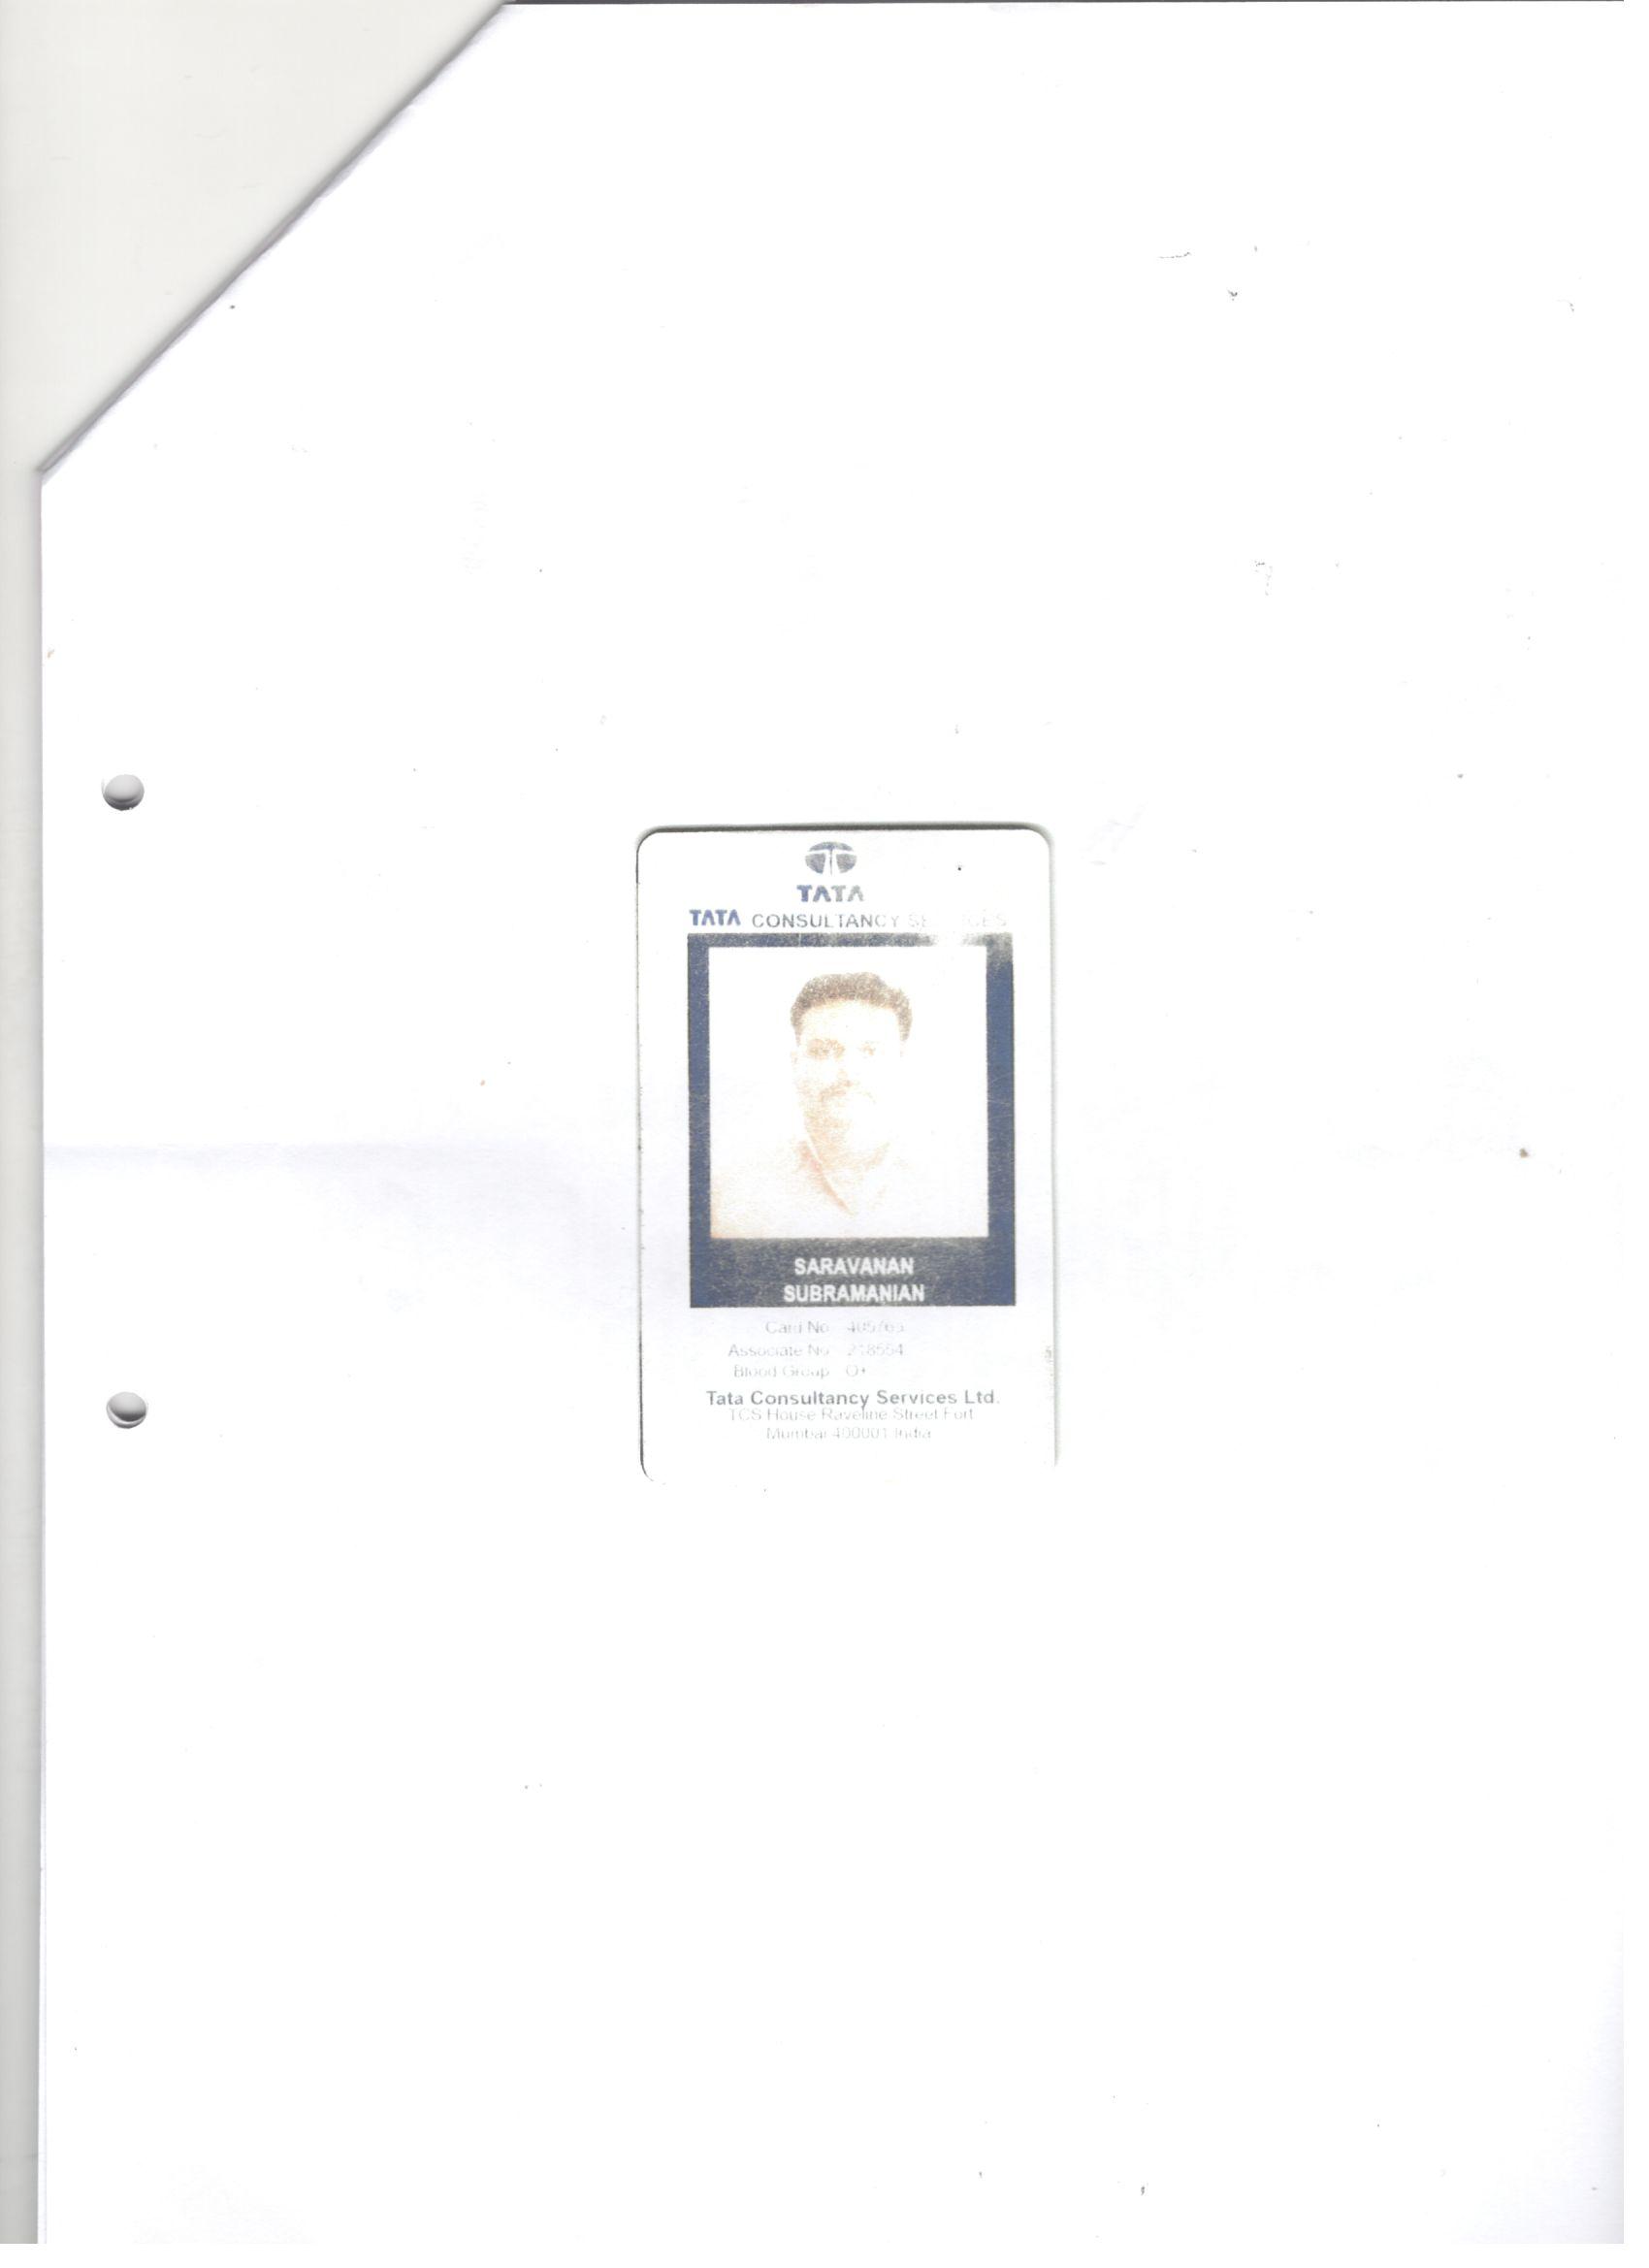 TATA
TATA CONSULTANCY
SARAVANAN
SUBRAMANIAN
Card No
Associate No 218554
Blood Group O+
Tata Consultancy Services Ltd.
TCS House Raveline Street Fort
Mumbai 400001 India